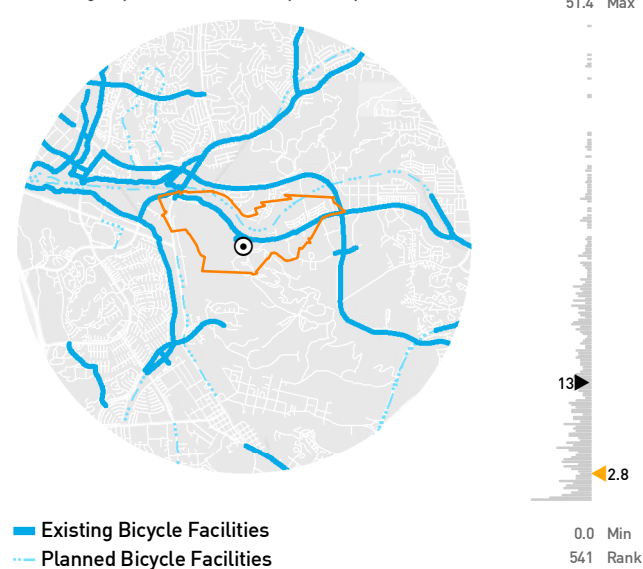 51.4 Max
13
2.8
Existing Bicycle Facilities
Planned Bicycle Facilities
0.0 Min
541 Rank